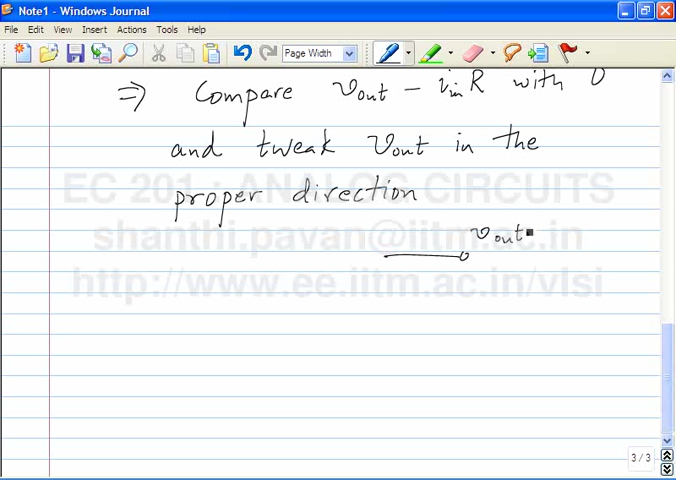 Note1 - Windows Journal
File Edit View Insert Actions Tools Help
Page Width
⇒ Compare Vout - iinR with 0
and tweak Vout in the
EC 201 : ANALOG CIRCUITS
proper direction
shanthi.pavan@iitm.ac.in
Vout
http://www.ee.iitm.ac.in/vlsi
3 / 3